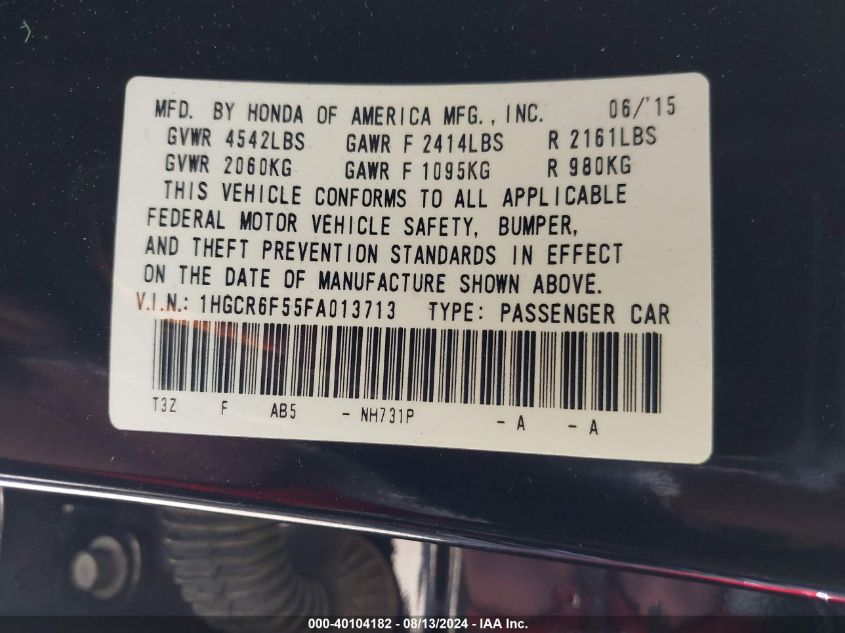 MFD. BY HONDA OF AMERICA MFG., INC. 06/'15
GVWR 4542LBS GAWR F 2414LBS R 2161LBS
GVWR 2060KG GAWR F 1095KG R 980KG
THIS VEHICLE CONFORMS TO ALL APPLICABLE
FEDERAL MOTOR VEHICLE SAFETY, BUMPER,
AND THEFT PREVENTION STANDARDS IN EFFECT
ON THE DATE OF MANUFACTURE SHOWN ABOVE.
V.I.N.: 1HGCR6F55FA013713 TYPE: PASSENGER CAR
T3Z F AB5 - NH731P - A - A
000-40104182 - 08/13/2024 - IAA Inc.